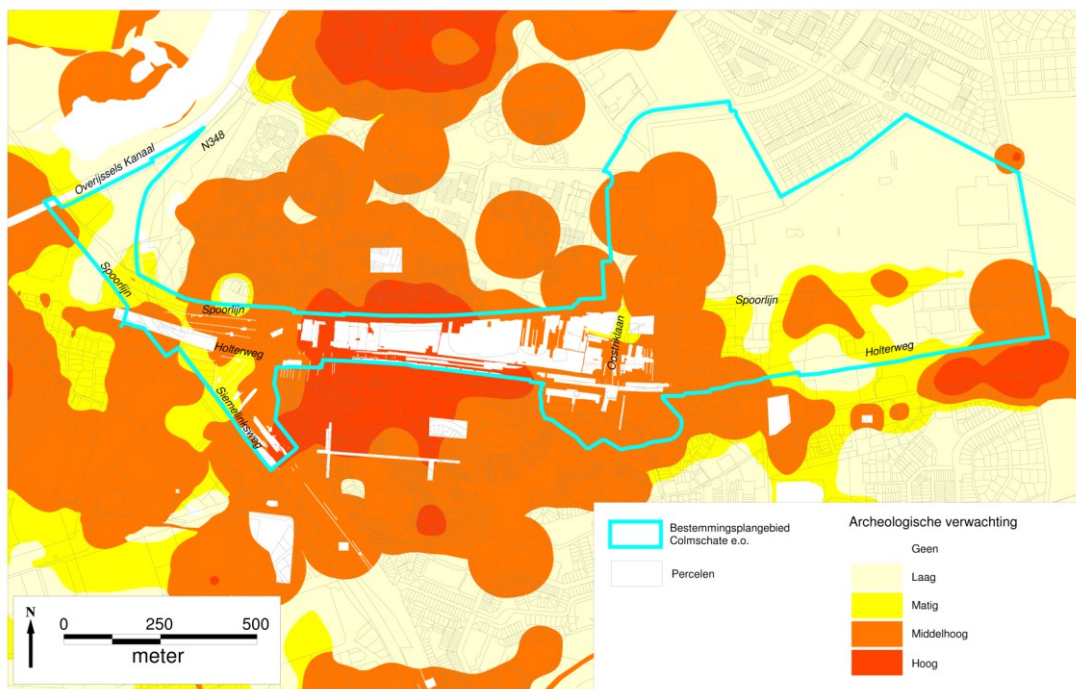 Overijssels Kanaal
N348
Spoorlijn
Spoorlijn
Holterweg
Siemelinksweg
Oostriklaan
Spoorlijn
Holterweg
N
0 250 500
meter
Bestemmingsplangebied
Colmschate e.o.
Percelen
Archeologische verwachting
Geen
Laag
Matig
Middelhoog
Hoog